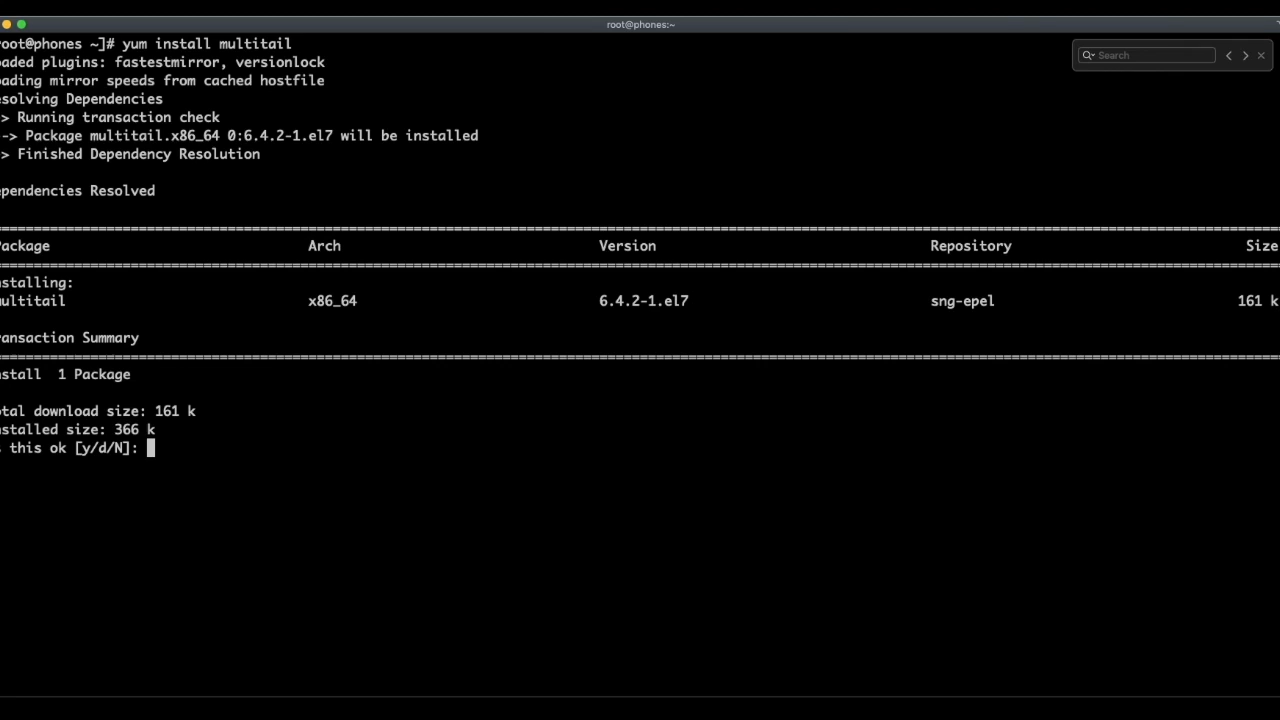 root@phones:~
root@phones ~]# yum install multitail
oaded plugins: fastestmirror, versionlock
oading mirror speeds from cached hostfile
esolving Dependencies
> Running transaction check
-> Package multitail.x86_64 0:6.4.2-1.el7 will be installed
> Finished Dependency Resolution
ependencies Resolved
Package Arch Version Repository Size
nstalling:
multitail x86_64 6.4.2-1.el7 sng-epel 161 k
ransaction Summary
nstall 1 Package
otal download size: 161 k
nstalled size: 366 k
s this ok [y/d/N]:
Search